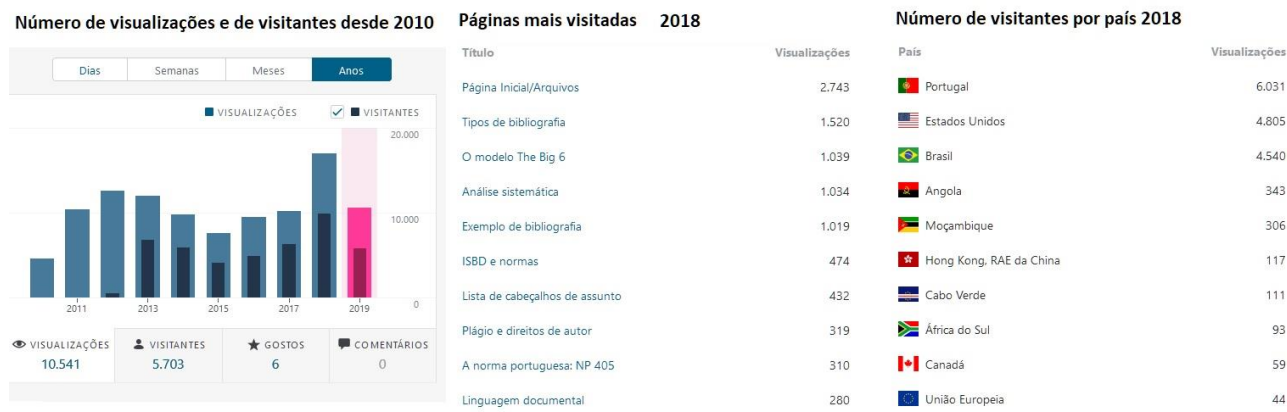 Número de visualizações e de visitantes desde 2010
Dias Semanas Meses Anos
VISUALIZAÇÕES VISITANTES
20.000
10.000
0
2011 2013 2015 2017 2019
VISUALIZAÇÕES VISITANTES GOSTOS COMENTÁRIOS
10.541 5.703 6 0
Páginas mais visitadas 2018
Título Visualizações
Página Inicial/Arquivos 2.743
Tipos de bibliografia 1.520
O modelo The Big 6 1.039
Análise sistemática 1.034
Exemplo de bibliografia 1.019
ISBD e normas 474
Lista de cabeçalhos de assunto 432
Plágio e direitos de autor 319
A norma portuguesa: NP 405 310
Linguagem documental 280
Número de visitantes por país 2018
País Visualizações
Portugal 6.031
Estados Unidos 4.805
Brasil 4.540
Angola 343
Moçambique 306
Hong Kong, RAE da China 117
Cabo Verde 111
África do Sul 93
Canadá 59
União Europeia 44